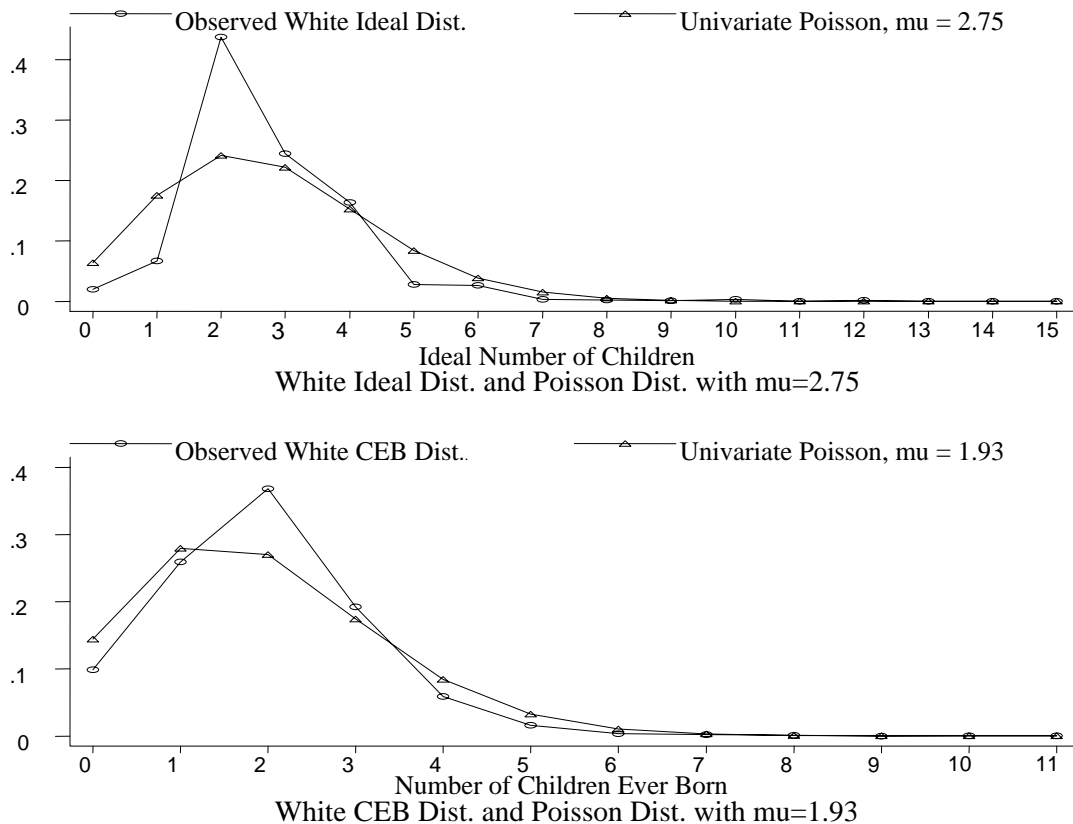 Observed White Ideal Dist. Univariate Poisson, mu = 2.75
.4
.3
.2
.1
0
0 1 2 3 4 5 6 7 8 9 10 11 12 13 14 15
Ideal Number of Children
White Ideal Dist. and Poisson Dist. with mu=2.75
Observed White CEB Dist.. Univariate Poisson, mu = 1.93
.4
.3
.2
.1
0
0 1 2 3 4 5 6 7 8 9 10 11
Number of Children Ever Born
White CEB Dist. and Poisson Dist. with mu=1.93